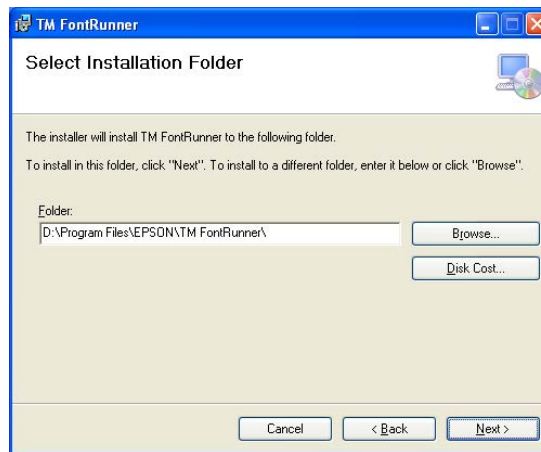 TM FontRunner
Select Installation Folder
The installer will install TM FontRunner to the following folder.
To install in this folder, click "Next". To install to a different folder, enter it below or click "Browse".
Folder:
D:\Program Files\EPSON\TM FontRunner\
Browse...
Disk Cost...
Cancel
< Back
Next >